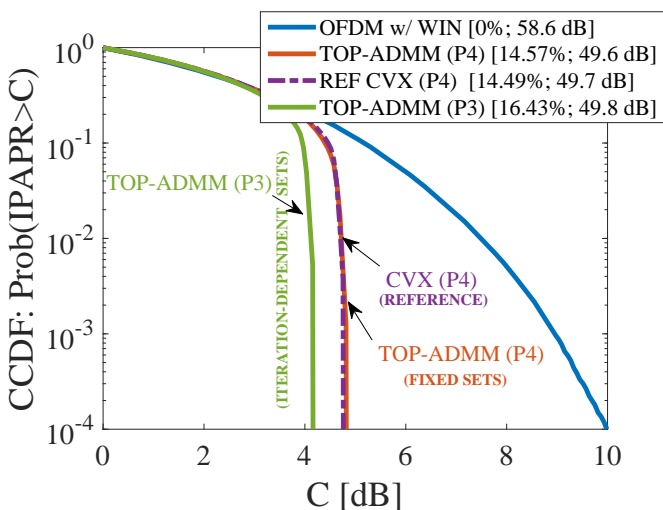 OFDM w/ WIN [0%; 58.6 dB]
TOP-ADMM (P4) [14.57%; 49.6 dB]
REF CVX (P4) [14.49%; 49.7 dB]
TOP-ADMM (P3) [16.43%; 49.8 dB]
CCDF: Prob(IPAPR>C)
10^0
10^-1
10^-2
10^-3
10^-4
TOP-ADMM (P3)
(ITERATION-DEPENDENT SETS)
CVX (P4)
(REFERENCE)
TOP-ADMM (P4)
(FIXED SETS)
0 2 4 6 8 10
C [dB]